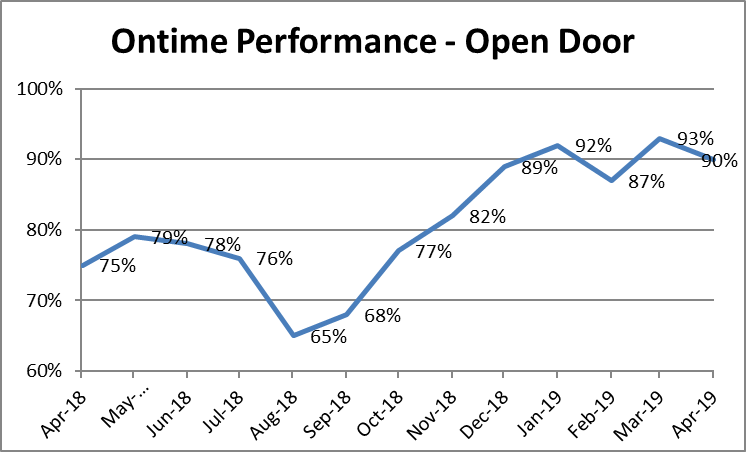 Ontime Performance - Open Door
100%
90%
80%
70%
60%
75%
79%
78%
76%
65%
68%
77%
82%
89%
92%
87%
93%
90%
Apr-18
May-...
Jun-18
Jul-18
Aug-18
Sep-18
Oct-18
Nov-18
Dec-18
Jan-19
Feb-19
Mar-19
Apr-19